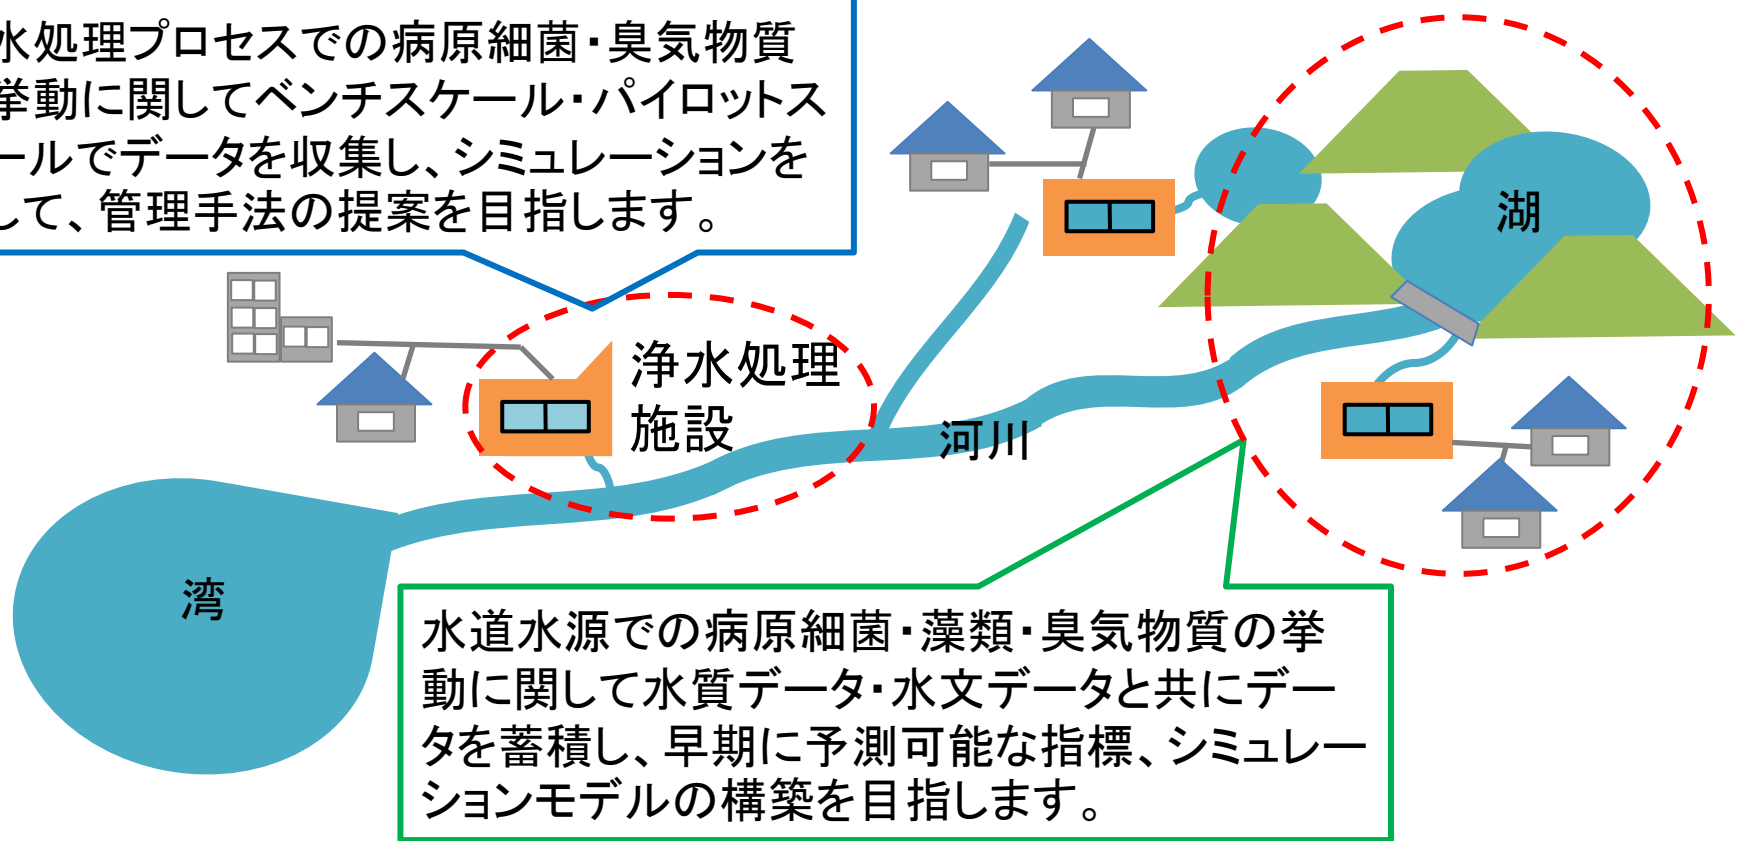 水処理プロセスでの病原細菌・臭気物質
挙動に関してベンチスケール・パイロットス
ールでデータを収集し、シミュレーションを
して、管理手法の提案を目指します。
湖
浄水処理
施設
河川
湾
水道水源での病原細菌・藻類・臭気物質の挙
動に関して水質データ・水文データと共にデー
タを蓄積し、早期に予測可能な指標、シミュレー
ションモデルの構築を目指します。